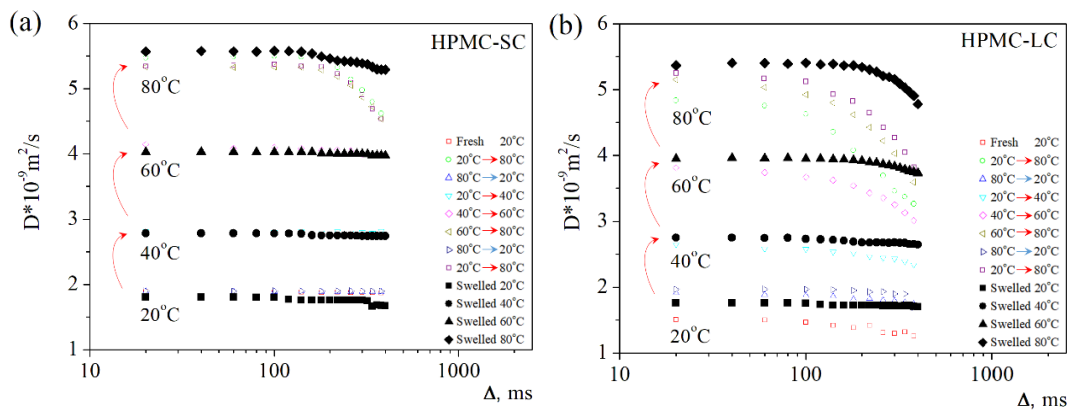 (a)
HPMC-SC
6
5
4
3
2
1
D*10⁻⁹m²/s
80°C
60°C
40°C
20°C
Fresh 20°C
20°C→80°C
80°C→20°C
20°C→40°C
40°C→60°C
60°C→80°C
80°C→20°C
20°C→80°C
Swelled 20°C
Swelled 40°C
Swelled 60°C
Swelled 80°C
10 100 1000
Δ, ms
(b)
HPMC-LC
6
5
4
3
2
1
D*10⁻⁹m²/s
80°C
60°C
40°C
20°C
Fresh 20°C
20°C→80°C
80°C→20°C
20°C→40°C
40°C→60°C
60°C→80°C
80°C→20°C
20°C→80°C
Swelled 20°C
Swelled 40°C
Swelled 60°C
Swelled 80°C
10 100 1000
Δ, ms